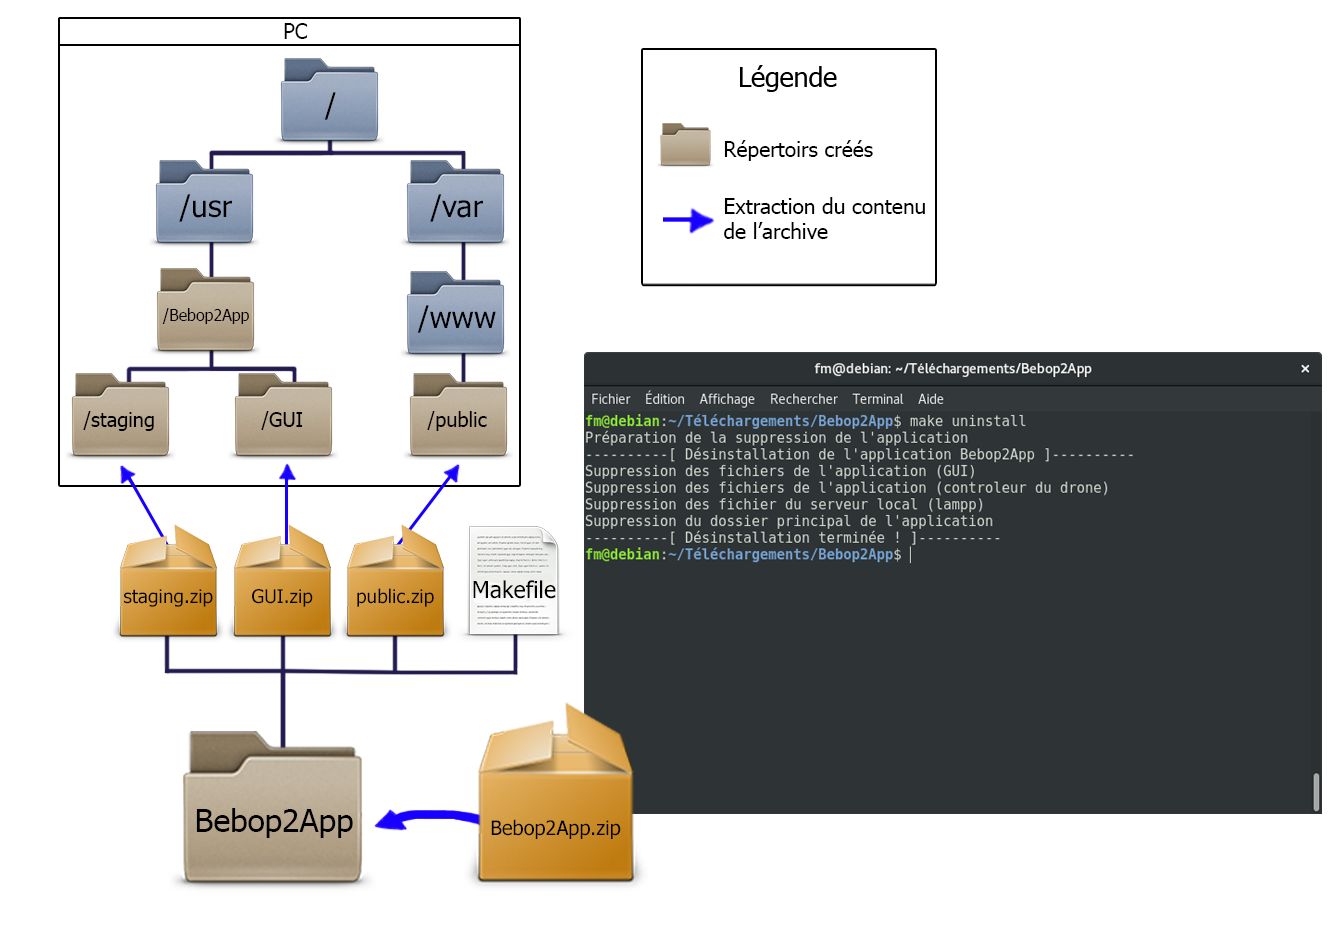 PC
/
/usr
/var
/Bebop2App
/www
/staging
/GUI
/public
staging.zip
GUI.zip
public.zip
Makefile
Bebop2App
Bebop2App.zip
Légende
Répertoirs créés
Extraction du contenu
de l'archive
fm@debian: ~/Téléchargements/Bebop2App
×
Fichier Édition Affichage Rechercher Terminal Aide
fm@debian:~/Téléchargements/Bebop2App$ make uninstall
Préparation de la suppression de l'application
----------[ Désinstallation de l'application Bebop2App ]----------
Suppression des fichiers de l'application (GUI)
Suppression des fichiers de l'application (controleur du drone)
Suppression des fichier du serveur local (lampp)
Suppression du dossier principal de l'application
----------[ Désinstallation terminée ! ]----------
fm@debian:~/Téléchargements/Bebop2App$